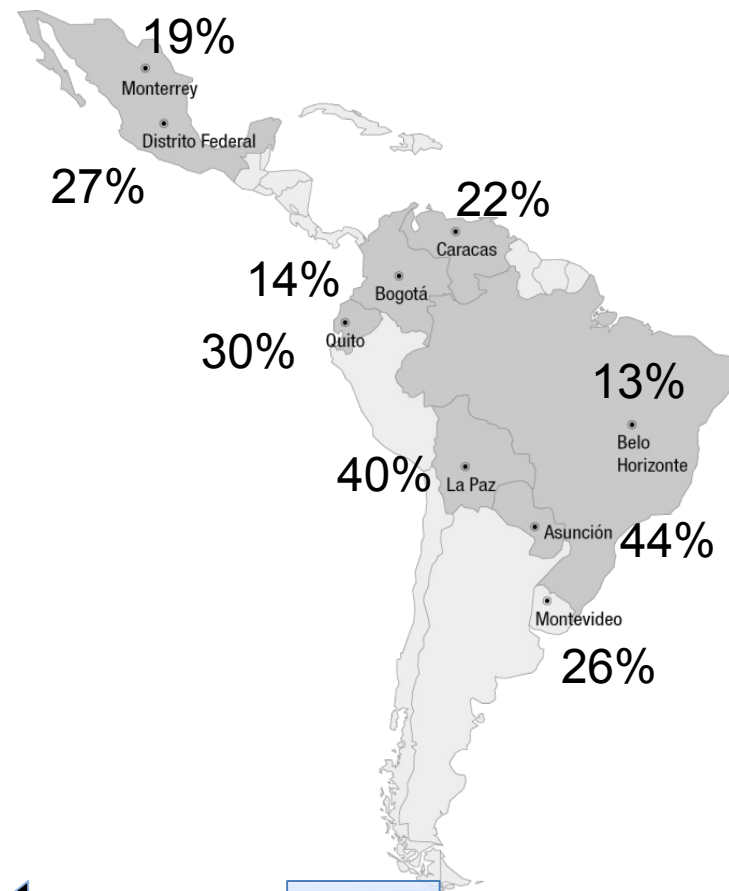 19%
Monterrey
Distrito Federal
27%
22%
Caracas
14%
Bogotá
30%
Quito
13%
Belo
Horizonte
40%
La Paz
Asunción
44%
Montevideo
26%